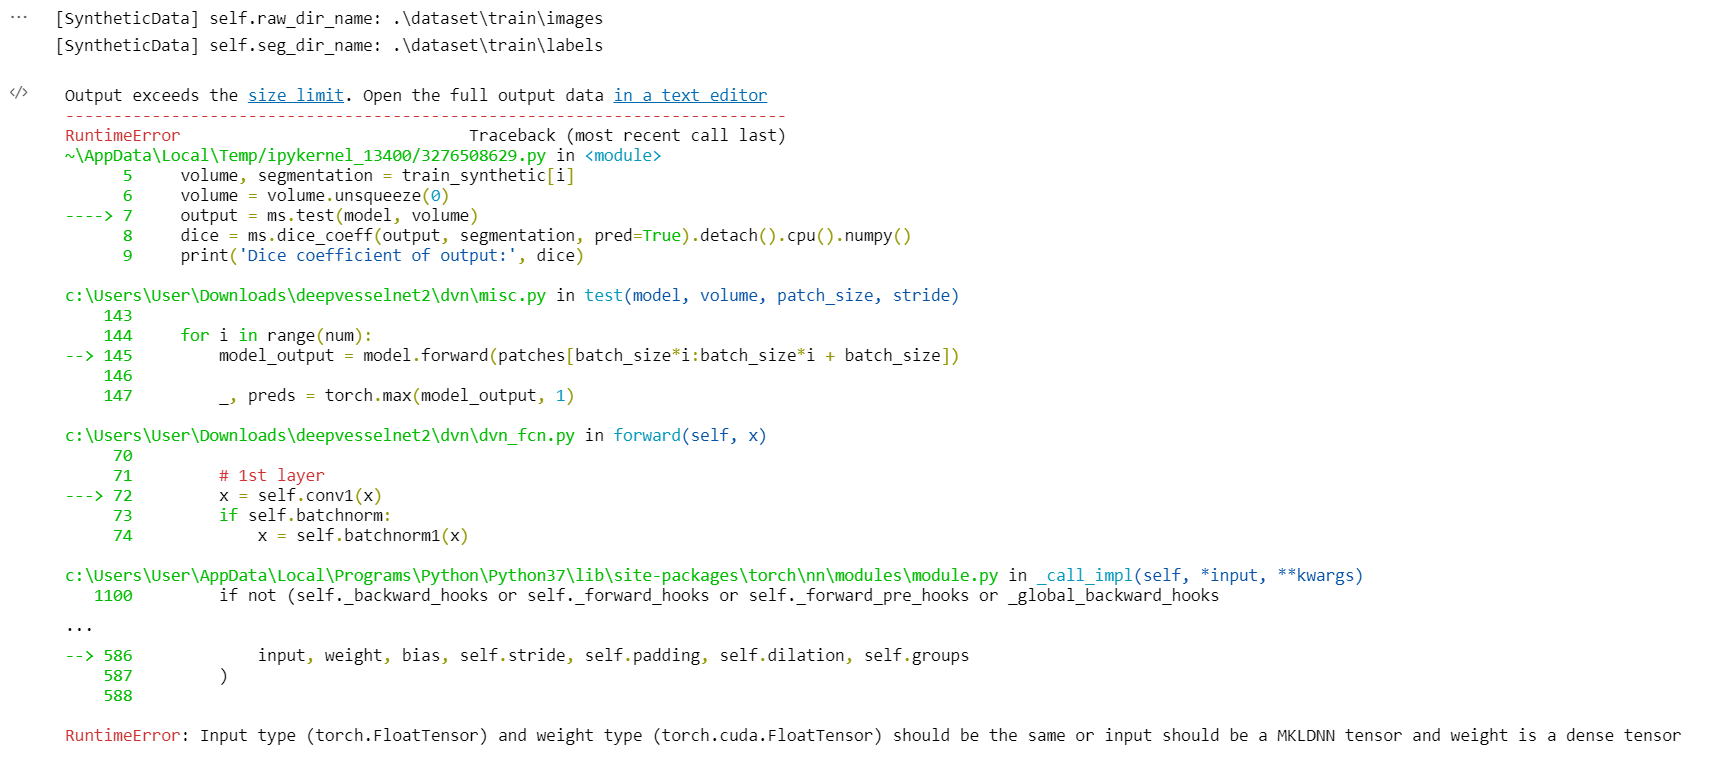 [SyntheticData] self.raw_dir_name: .\dataset\train\images
[SyntheticData] self.seg_dir_name: .\dataset\train\labels
Output exceeds the size limit. Open the full output data in a text editor
---------------------------------------------------------------------------
RuntimeError                              Traceback (most recent call last)
~\AppData\Local\Temp/ipykernel_13400/3276508629.py in <module>
      5     volume, segmentation = train_synthetic[i]
      6     volume = volume.unsqueeze(0)
----> 7     output = ms.test(model, volume)
      8     dice = ms.dice_coeff(output, segmentation, pred=True).detach().cpu().numpy()
      9     print('Dice coefficient of output:', dice)
c:\Users\User\Downloads\deepvesselnet2\dvn\misc.py in test(model, volume, patch_size, stride)
    143
    144     for i in range(num):
--> 145         model_output = model.forward(patches[batch_size*i:batch_size*i + batch_size])
    146
    147         _, preds = torch.max(model_output, 1)
c:\Users\User\Downloads\deepvesselnet2\dvn\dvn_fcn.py in forward(self, x)
     70
     71         # 1st layer
---> 72         x = self.conv1(x)
     73         if self.batchnorm:
     74             x = self.batchnorm1(x)
c:\Users\User\AppData\Local\Programs\Python\Python37\lib\site-packages\torch\nn\modules\module.py in _call_impl(self, *input, **kwargs)
   1100         if not (self._backward_hooks or self._forward_hooks or self._forward_pre_hooks or _global_backward_hooks
...
--> 586             input, weight, bias, self.stride, self.padding, self.dilation, self.groups
    587         )
    588
RuntimeError: Input type (torch.FloatTensor) and weight type (torch.cuda.FloatTensor) should be the same or input should be a MKLDNN tensor and weight is a dense tensor